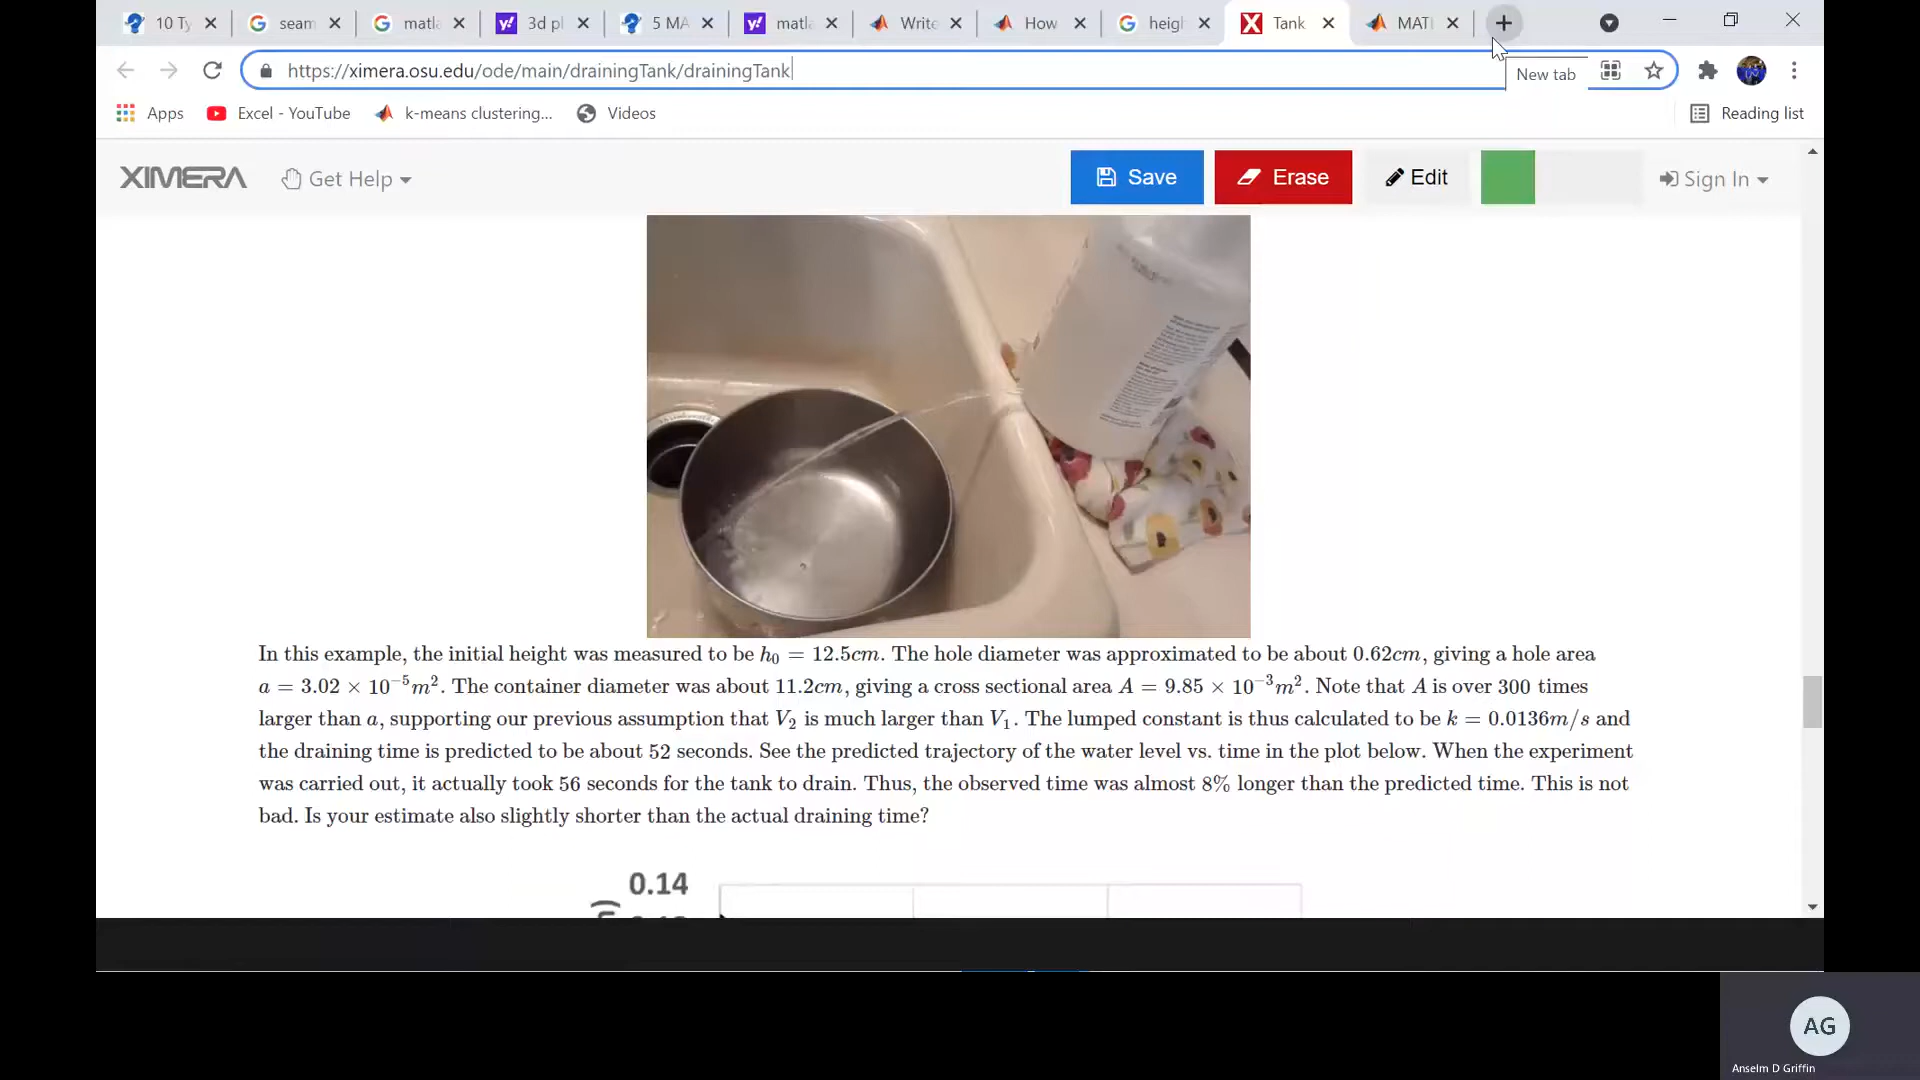 10 Ty
seam
matla
3d pl
5 MA
matla
Write
How
heigh
Tank
MATL
https://ximera.osu.edu/ode/main/drainingTank/drainingTank
New tab
Apps
Excel - YouTube
k-means clustering...
Videos
Reading list
XIMERA
Get Help
Save
Erase
Edit
Sign In
In this example, the initial height was measured to be h₀ = 12.5cm. The hole diameter was approximated to be about 0.62cm, giving a hole area
a = 3.02 × 10⁻⁵m². The container diameter was about 11.2cm, giving a cross sectional area A = 9.85 × 10⁻³m². Note that A is over 300 times
larger than a, supporting our previous assumption that V₂ is much larger than V₁. The lumped constant is thus calculated to be k = 0.0136m/s and
the draining time is predicted to be about 52 seconds. See the predicted trajectory of the water level vs. time in the plot below. When the experiment
was carried out, it actually took 56 seconds for the tank to drain. Thus, the observed time was almost 8% longer than the predicted time. This is not
bad. Is your estimate also slightly shorter than the actual draining time?
0.14
AG
Anselm D Griffin